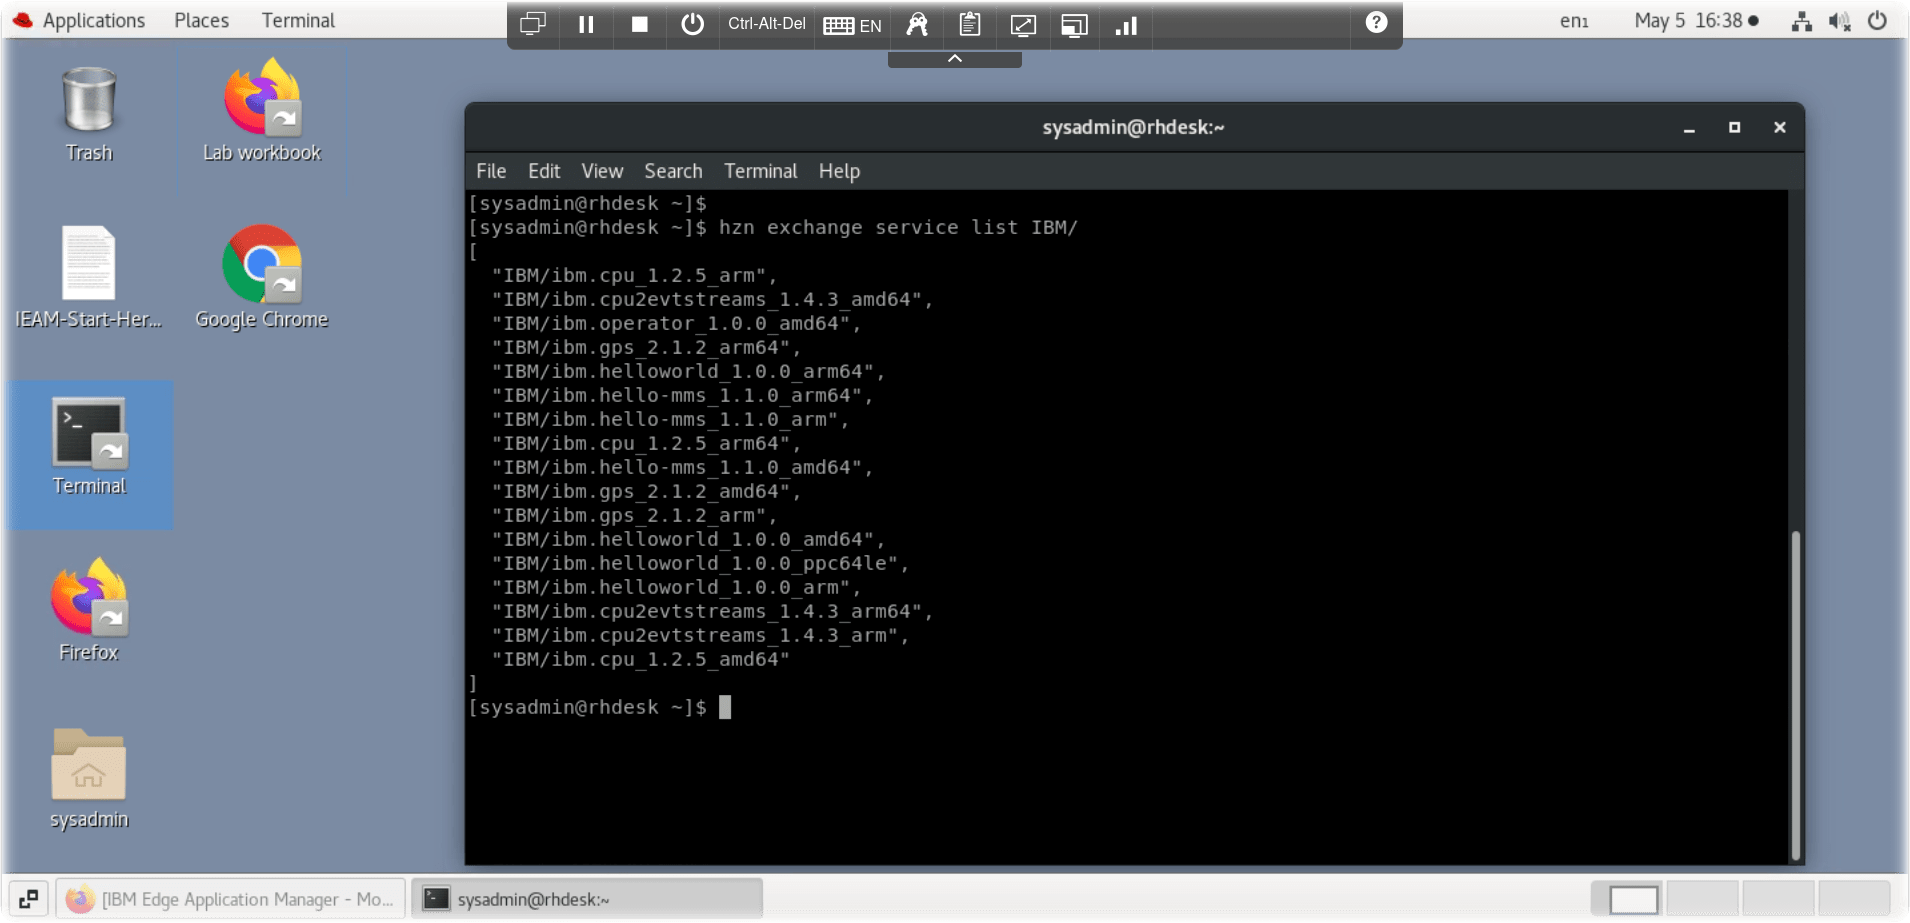 Applications Places Terminal
Ctrl-Alt-Del
EN
?
en1
May 5 16:38
Trash
Lab workbook
IEAM-Start-Her...
Google Chrome
Terminal
Firefox
sysadmin
sysadmin@rhdesk:~
File Edit View Search Terminal Help
[sysadmin@rhdesk ~]$
[sysadmin@rhdesk ~]$ hzn exchange service list IBM/
[
"IBM/ibm.cpu_1.2.5_arm",
"IBM/ibm.cpu2evtstreams_1.4.3_amd64",
"IBM/ibm.operator_1.0.0_amd64",
"IBM/ibm.gps_2.1.2_arm64",
"IBM/ibm.helloworld_1.0.0_arm64",
"IBM/ibm.hello-mms_1.1.0_arm64",
"IBM/ibm.hello-mms_1.1.0_arm",
"IBM/ibm.cpu_1.2.5_arm64",
"IBM/ibm.hello-mms_1.1.0_amd64",
"IBM/ibm.gps_2.1.2_amd64",
"IBM/ibm.gps_2.1.2_arm",
"IBM/ibm.helloworld_1.0.0_amd64",
"IBM/ibm.helloworld_1.0.0_ppc64le",
"IBM/ibm.helloworld_1.0.0_arm",
"IBM/ibm.cpu2evtstreams_1.4.3_arm64",
"IBM/ibm.cpu2evtstreams_1.4.3_arm",
"IBM/ibm.cpu_1.2.5_amd64"
]
[sysadmin@rhdesk ~]$
[IBM Edge Application Manager - Mo...
sysadmin@rhdesk:~